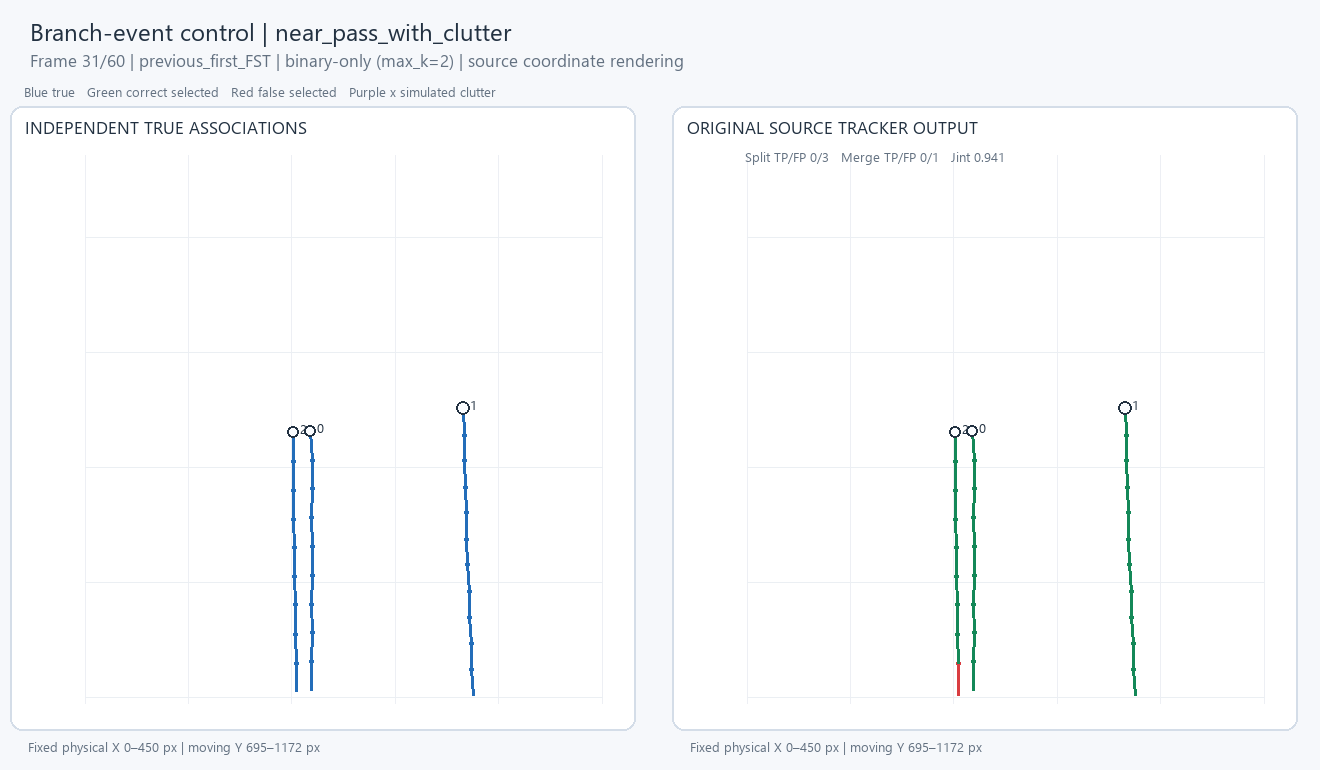 Branch-event control | near_pass_with_clutter
Frame 31/60 | previous_first_FST | binary-only (max_k=2) | source coordinate rendering
Blue true   Green correct selected   Red false selected   Purple x simulated clutter
INDEPENDENT TRUE ASSOCIATIONS
1
2 0
Fixed physical X 0–450 px | moving Y 695–1172 px
ORIGINAL SOURCE TRACKER OUTPUT
Split TP/FP 0/3   Merge TP/FP 0/1   Jint 0.941
1
2 0
Fixed physical X 0–450 px | moving Y 695–1172 px